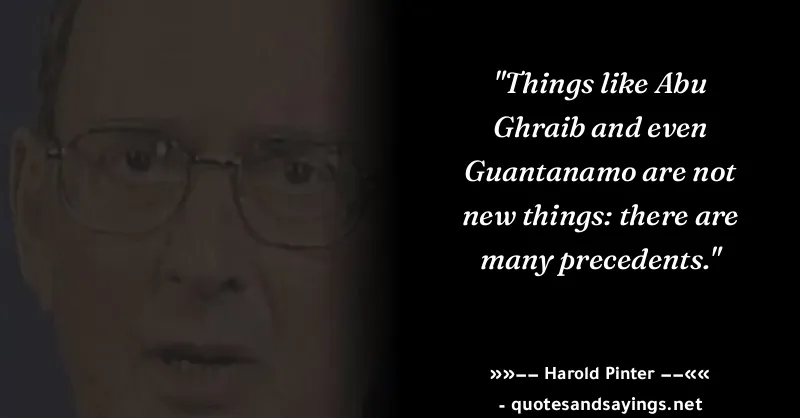 "Things like Abu
Ghraib and even
Guantanamo are not
new things: there are
many precedents."
»»–– Harold Pinter ––««
- quotesandsayings.net